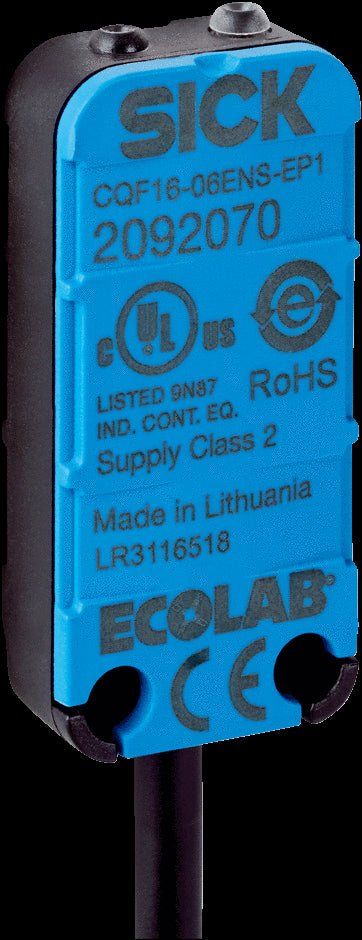 SICK
CQF16-06ENS-EP1
2092070
c UL us
e
LISTED 9N87
IND. CONT. EQ.
RoHS
Supply Class 2
Made in Lithuania
LR3116518
ECOLAB®
CE